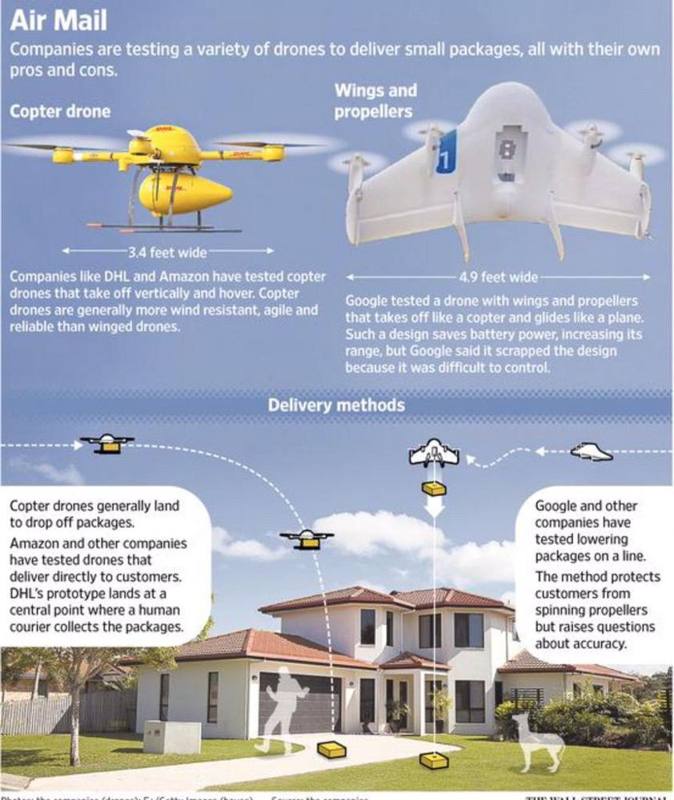 Air Mail
Companies are testing a variety of drones to deliver small packages, all with their own
pros and cons.
Copter drone
Wings and
propellers
3.4 feet wide
Companies like DHL and Amazon have tested copter
drones that take off vertically and hover. Copter
drones are generally more wind resistant, agile and
reliable than winged drones.
4.9 feet wide
Google tested a drone with wings and propellers
that takes off like a copter and glides like a plane.
Such a design saves battery power, increasing its
range, but Google said it scrapped the design
because it was difficult to control.
Delivery methods
Copter drones generally land
to drop off packages.
Amazon and other companies
have tested drones that
deliver directly to customers.
DHL's prototype lands at a
central point where a human
courier collects the packages.
Google and other
companies have
tested lowering
packages on a line.
The method protects
customers from
spinning propellers
but raises questions
about accuracy.